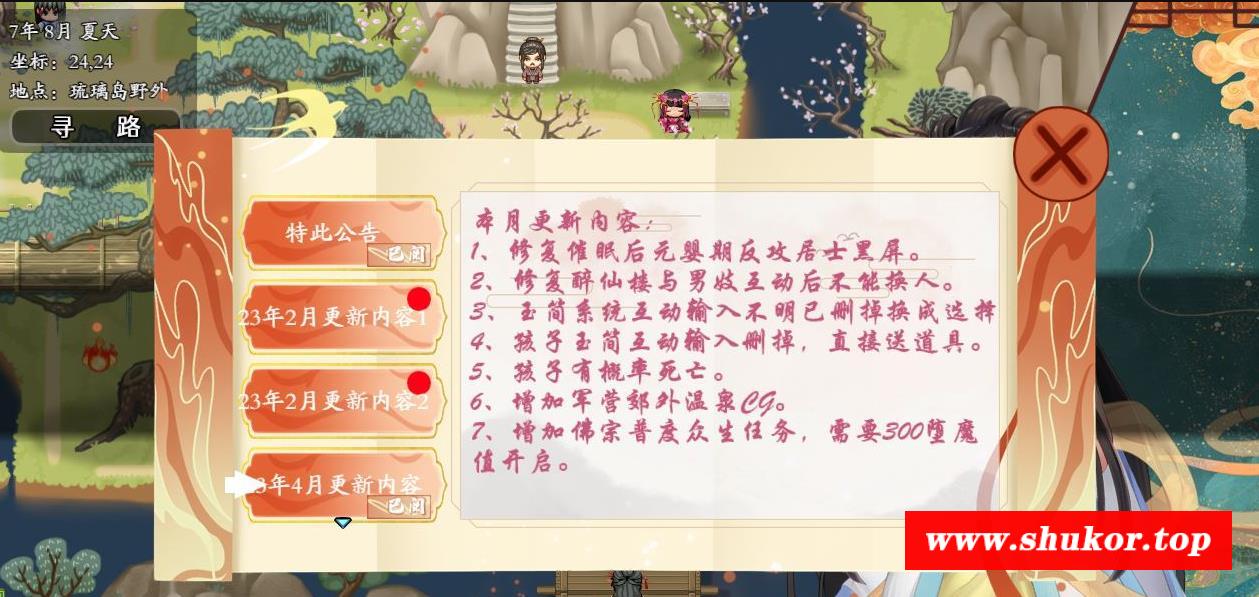 7年8月 夏天
坐标：24,24
地点：琉璃岛野外
寻 路
特此公告
已阅
23年2月更新内容1
23年2月更新内容2
23年4月更新内容
已阅
本月更新内容：
1、修复催眠后元婴期反攻居士黑屏。
2、修复醉仙楼与男妓互动后不能换人。
3、玉简系统互动输入不明已删掉换成选择
4、孩子玉简互动输入删掉，直接送道具。
5、孩子有概率死亡。
6、增加军营郊外温泉CG。
7、增加佛宗普度众生任务，需要300堕魔
值开启。
www.shukor.top